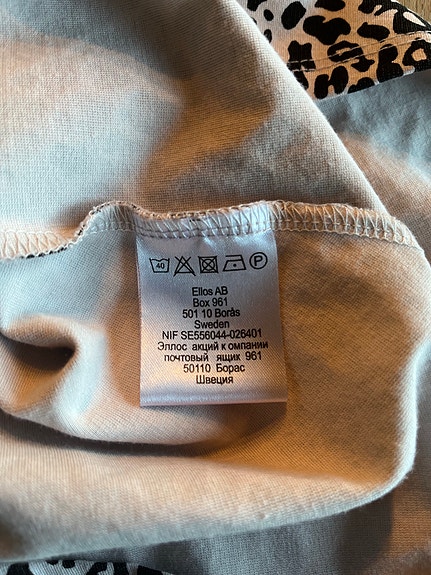 40 P
Ellos AB
Box 961
501 10 Borås
Sweden
NIF SE556044-026401
Эллос акций к омпании
почтовый ящик 961
50110 Борас
Швеция